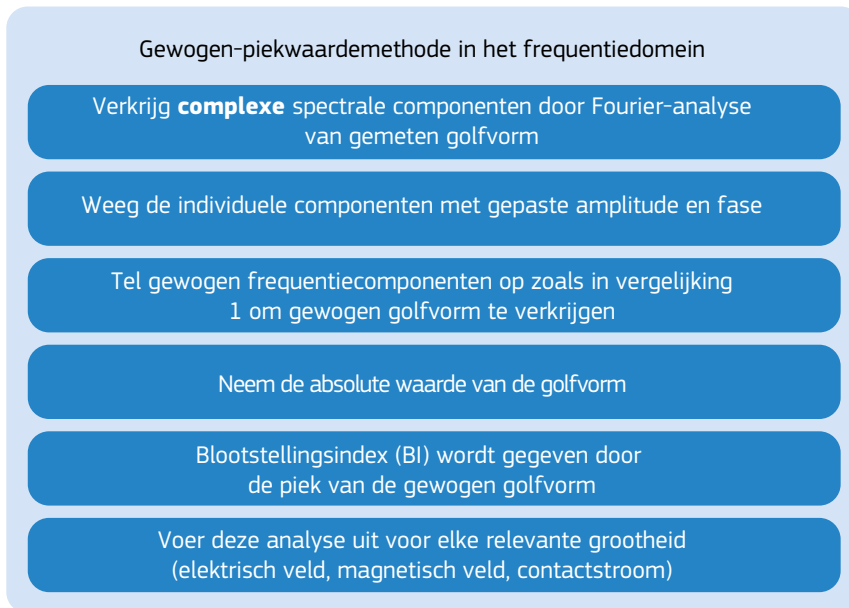 Gewogen-piekwaardemethode in het frequentiedomein
Verkrijg complexe spectrale componenten door Fourier-analyse
van gemeten golfvorm
Weeg de individuele componenten met gepaste amplitude en fase
Tel gewogen frequentiecomponenten op zoals in vergelijking
1 om gewogen golfvorm te verkrijgen
Neem de absolute waarde van de golfvorm
Blootstellingsindex (BI) wordt gegeven door
de piek van de gewogen golfvorm
Voer deze analyse uit voor elke relevante grootheid
(elektrisch veld, magnetisch veld, contactstroom)